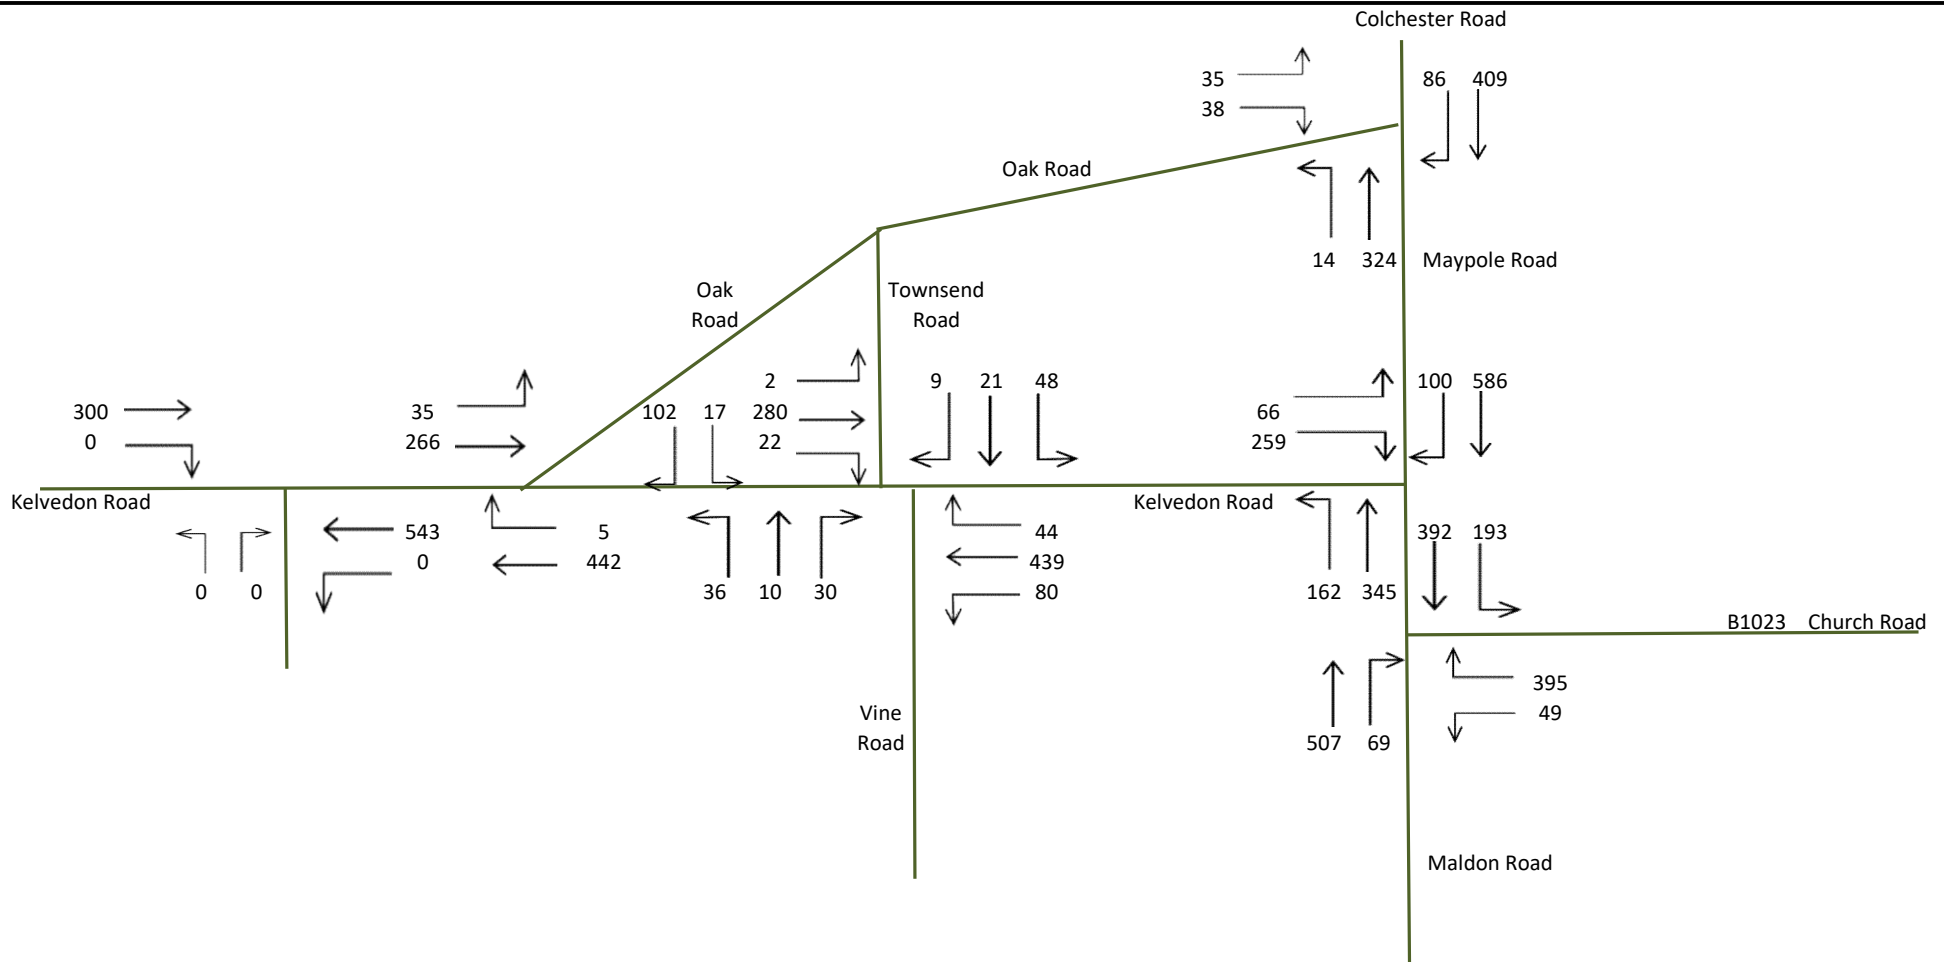 Colchester Road
35
86 409
38
Oak Road
14 324 Maypole Road
Oak
Road
Townsend
Road
2 9 21 48 100 586
300 35 102 17 280 66
0 266 22 259
Kelvedon Road Kelvedon Road
543 5 44 392 193
0 442 439
0 0 36 10 30 80 162 345
B1023 Church Road
395
Vine
Road
49
507 69
Maldon Road